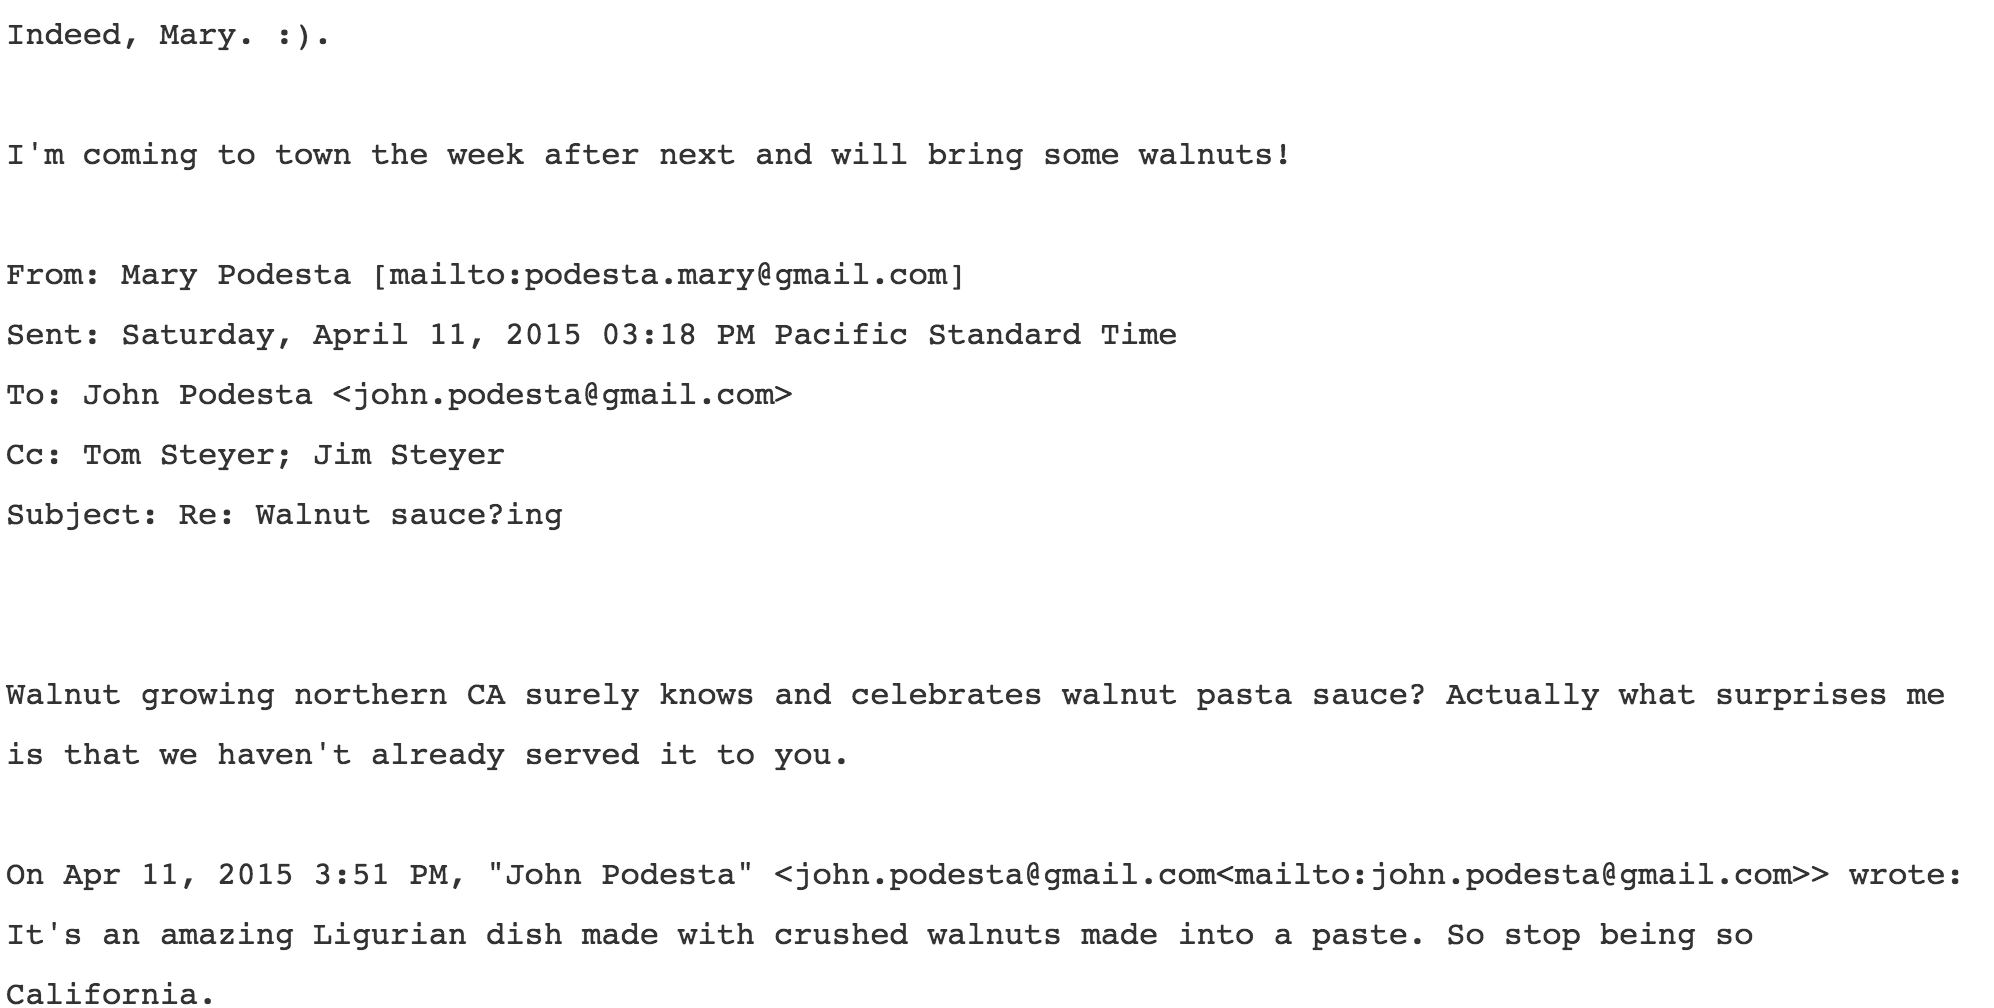 Indeed, Mary. :).
I'm coming to town the week after next and will bring some walnuts!
From: Mary Podesta [mailto:podesta.mary@gmail.com]
Sent: Saturday, April 11, 2015 03:18 PM Pacific Standard Time
To: John Podesta <john.podesta@gmail.com>
Cc: Tom Steyer; Jim Steyer
Subject: Re: Walnut sauce?ing
Walnut growing northern CA surely knows and celebrates walnut pasta sauce? Actually what surprises me
is that we haven't already served it to you.
On Apr 11, 2015 3:51 PM, "John Podesta" <john.podesta@gmail.com<mailto:john.podesta@gmail.com>> wrote:
It's an amazing Ligurian dish made with crushed walnuts made into a paste. So stop being so
California.